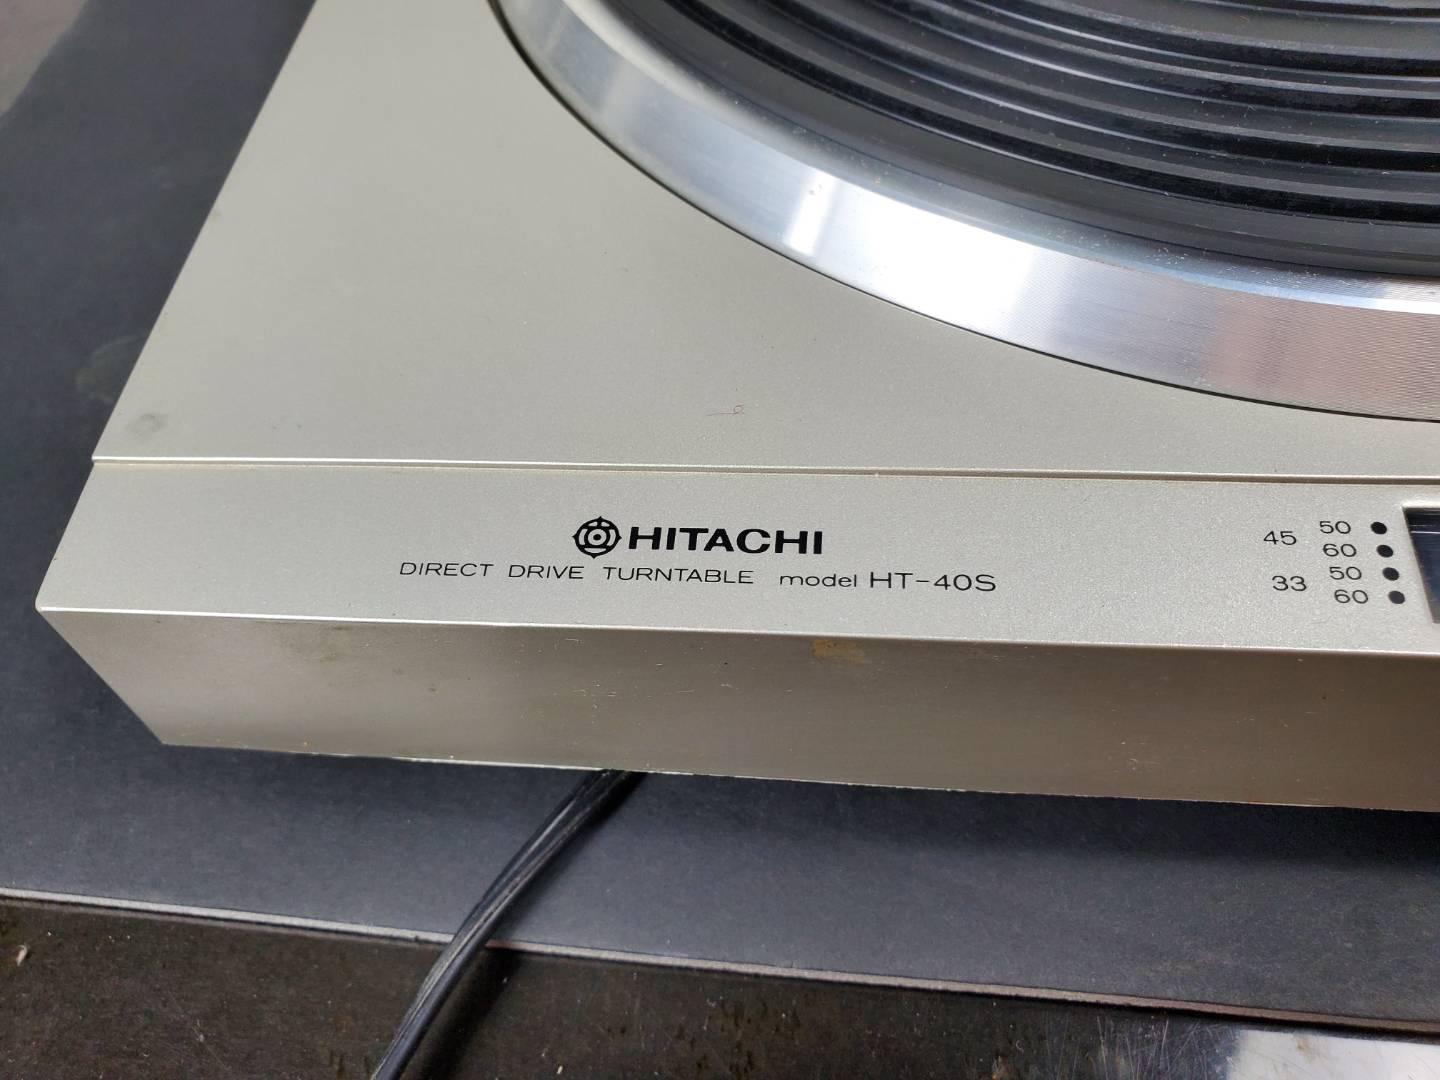 HITACHI
DIRECT DRIVE TURNTABLE model HT-40S
45 50
60
33 50
60